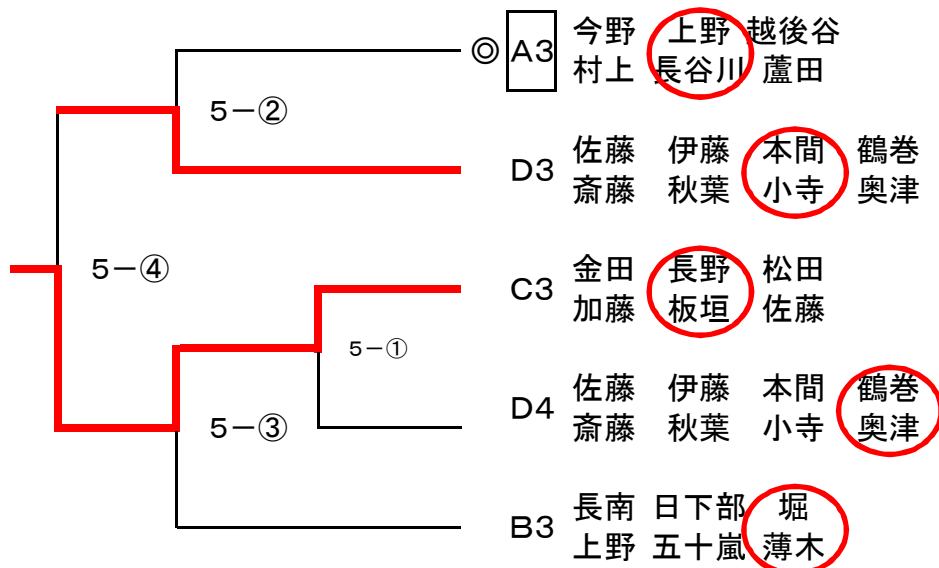 ◎ A3 今野 上野 越後谷
村上 長谷川 蘆田
5－②
D3 佐藤 伊藤 本間 鶴巻
斎藤 秋葉 小寺 奥津
5－④
C3 金田 長野 松田
加藤 板垣 佐藤
5－①
D4 佐藤 伊藤 本間 鶴巻
斎藤 秋葉 小寺 奥津
5－③
B3 長南 日下部 堀
上野 五十嵐 薄木